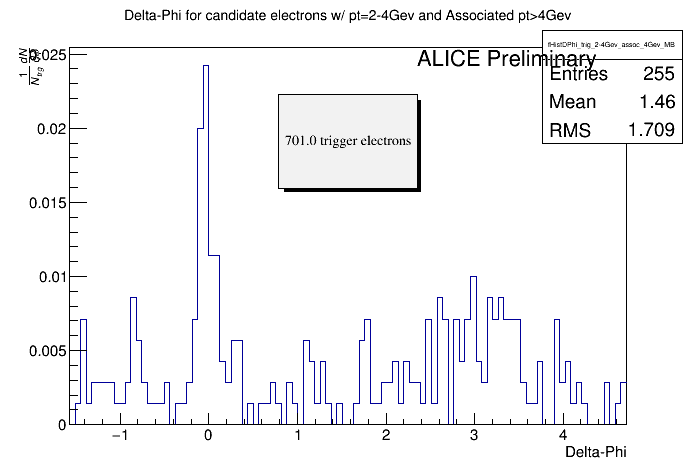 Delta-Phi for candidate electrons w/ pt=2-4Gev and Associated pt>4Gev
fHistDPhi_trig_2-4Gev_assoc_4Gev_MB
ALICE Preliminary
Entries 255
Mean 1.46
RMS 1.709
701.0 trigger electrons
0.025
0.02
0.015
0.01
0.005
0
−1 0 1 2 3 4
Delta-Phi